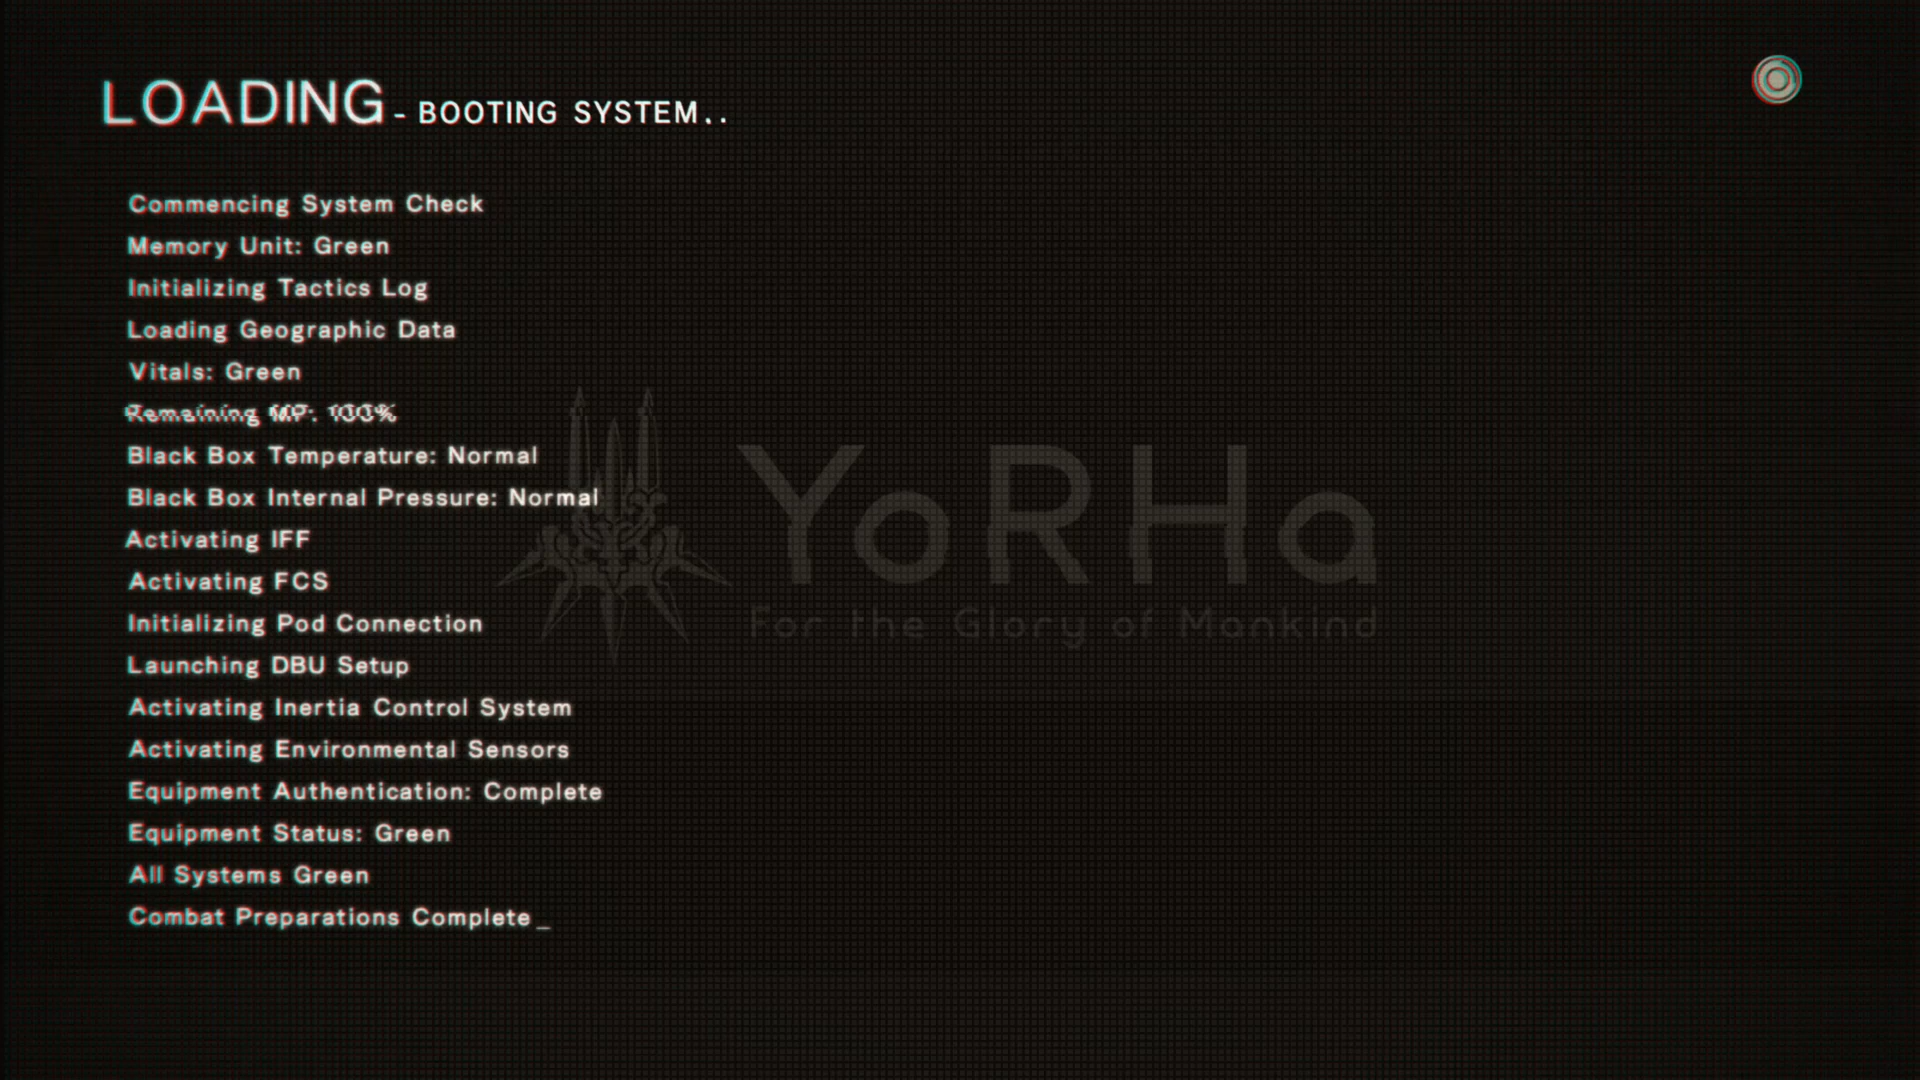 LOADING - BOOTING SYSTEM..
Commencing System Check
Memory Unit: Green
Initializing Tactics Log
Loading Geographic Data
Vitals: Green
Remaining MP: 100%
Black Box Temperature: Normal
Black Box Internal Pressure: Normal
Activating IFF
Activating FCS
Initializing Pod Connection
Launching DBU Setup
Activating Inertia Control System
Activating Environmental Sensors
Equipment Authentication: Complete
Equipment Status: Green
All Systems Green
Combat Preparations Complete _
YoRHa
For the Glory of Mankind